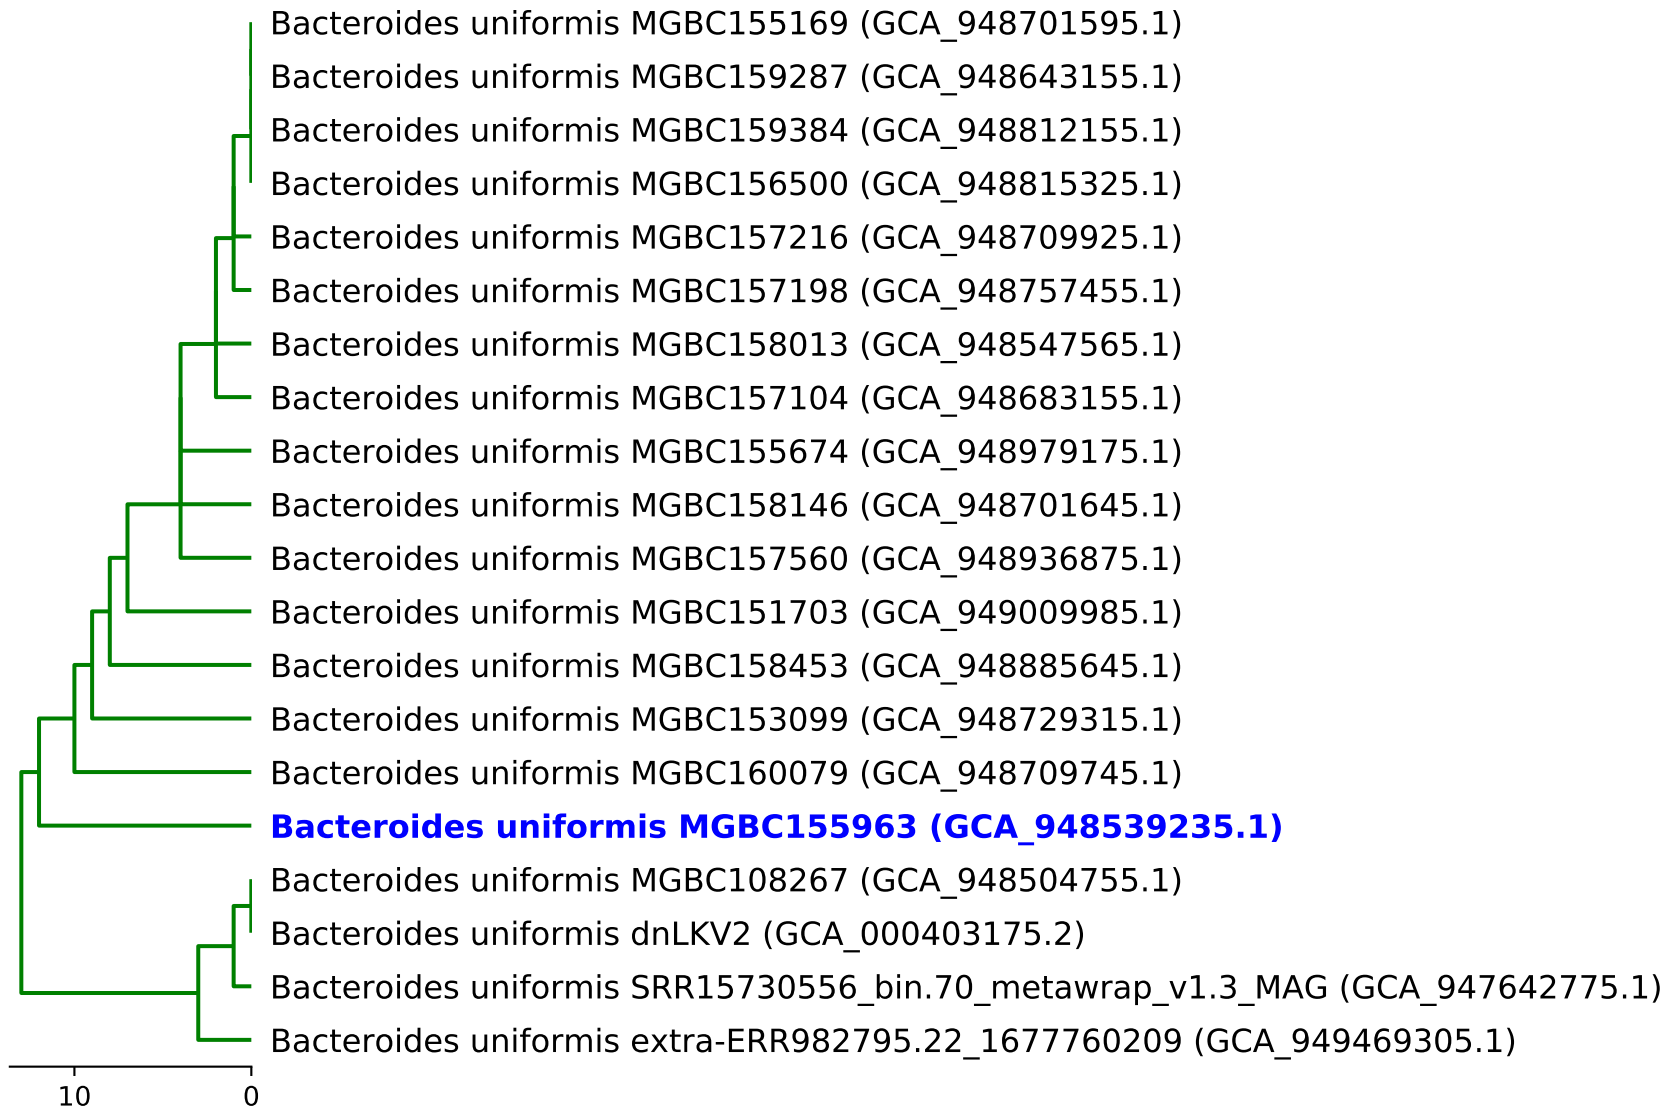 Bacteroides uniformis MGBC155169 (GCA_948701595.1)
Bacteroides uniformis MGBC159287 (GCA_948643155.1)
Bacteroides uniformis MGBC159384 (GCA_948812155.1)
Bacteroides uniformis MGBC156500 (GCA_948815325.1)
Bacteroides uniformis MGBC157216 (GCA_948709925.1)
Bacteroides uniformis MGBC157198 (GCA_948757455.1)
Bacteroides uniformis MGBC158013 (GCA_948547565.1)
Bacteroides uniformis MGBC157104 (GCA_948683155.1)
Bacteroides uniformis MGBC155674 (GCA_948979175.1)
Bacteroides uniformis MGBC158146 (GCA_948701645.1)
Bacteroides uniformis MGBC157560 (GCA_948936875.1)
Bacteroides uniformis MGBC151703 (GCA_949009985.1)
Bacteroides uniformis MGBC158453 (GCA_948885645.1)
Bacteroides uniformis MGBC153099 (GCA_948729315.1)
Bacteroides uniformis MGBC160079 (GCA_948709745.1)
Bacteroides uniformis MGBC155963 (GCA_948539235.1)
Bacteroides uniformis MGBC108267 (GCA_948504755.1)
Bacteroides uniformis dnLKV2 (GCA_000403175.2)
Bacteroides uniformis SRR15730556_bin.70_metawrap_v1.3_MAG (GCA_947642775.1)
Bacteroides uniformis extra-ERR982795.22_1677760209 (GCA_949469305.1)
10 0